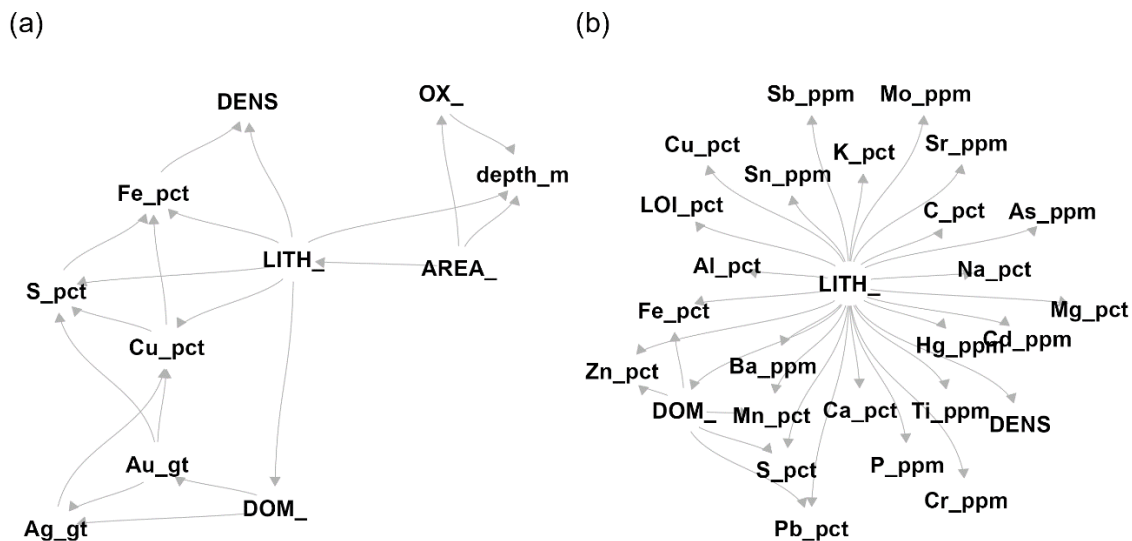 (a)
DENS
OX_
Fe_pct
depth_m
LITH_
AREA_
S_pct
Cu_pct
Au_gt
DOM_
Ag_gt
(b)
Sb_ppm
Mo_ppm
Cu_pct
K_pct
Sr_ppm
Sn_ppm
LOI_pct
C_pct
As_ppm
Al_pct
LITH_
Na_pct
Fe_pct
Mg_pct
Hg_ppm
Cd_ppm
Zn_pct
Ba_ppm
DOM_
Mn_pct
Ca_pct
Ti_ppm
DENS
S_pct
P_ppm
Cr_ppm
Pb_pct